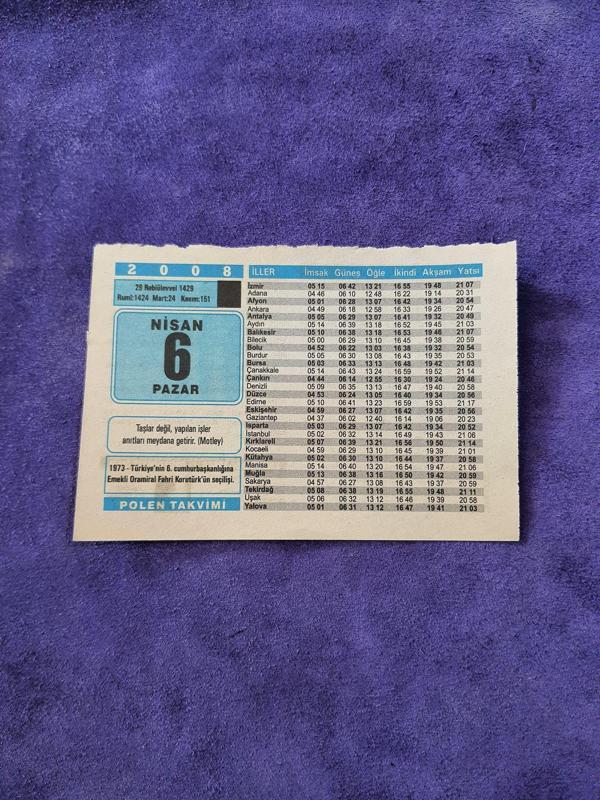 2008
29 Rebiülevvel 1429
Rumî:1424 Mart:24 Kasım:151
NİSAN
6
PAZAR
Taşlar değil, yapılan işler
anıtları meydana getirir. (Motley)
1973 - Türkiye'nin 6. cumhurbaşkanlığına
Emekli Oramiral Fahri Korutürk'ün seçilişi.
POLEN TAKVİMİ
İLLER İmsak Güneş Öğle İkindi Akşam Yatsı
İzmir 05 15 06 42 13 21 16 55 19 48 21 07
Adana 04 46 06 10 12 48 16 22 19 14 20 31
Afyon 05 01 06 28 13 07 16 42 19 34 20 54
Ankara 04 49 06 18 12 58 16 33 19 26 20 47
Antalya 05 05 06 29 13 07 16 41 19 32 20 49
Aydın 05 14 06 39 13 18 16 52 19 45 21 03
Balıkesir 05 10 06 38 13 18 16 53 19 46 21 07
Bilecik 05 00 06 29 13 10 16 45 19 38 20 59
Bolu 04 52 06 22 13 03 16 38 19 32 20 54
Burdur 05 05 06 30 13 08 16 43 19 35 20 53
Bursa 05 03 06 33 13 13 16 48 19 42 21 03
Çanakkale 05 14 06 43 13 24 16 59 19 52 21 14
Çankırı 04 44 06 14 12 55 16 30 19 24 20 46
Denizli 05 09 06 35 13 13 16 47 19 40 20 58
Düzce 04 53 06 24 13 05 16 40 19 34 20 56
Edirne 05 10 06 41 13 23 16 59 19 53 21 17
Eskişehir 04 59 06 27 13 07 16 42 19 35 20 56
Gaziantep 04 37 06 02 12 40 16 14 19 06 20 23
Isparta 05 03 06 29 13 07 16 42 19 34 20 52
İstanbul 05 02 06 32 13 14 16 49 19 43 21 06
Kırklareli 05 07 06 39 13 21 16 56 19 50 21 14
Kocaeli 04 59 06 29 13 10 16 45 19 39 21 01
Kütahya 05 02 06 30 13 10 16 44 19 37 20 58
Manisa 05 14 06 40 13 20 16 54 19 47 21 06
Muğla 05 13 06 38 13 16 16 50 19 42 20 59
Sakarya 04 57 06 27 13 08 16 43 19 37 20 59
Tekirdağ 05 08 06 38 13 19 16 55 19 48 21 11
Uşak 05 06 06 32 13 12 16 46 19 39 20 58
Yalova 05 01 06 31 13 12 16 47 19 41 21 03